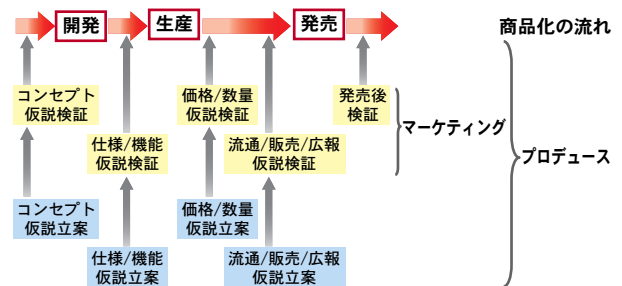 開発
生産
発売
商品化の流れ
コンセプト
仮説検証
価格/数量
仮説検証
発売後
検証
マーケティング
仕様/機能
仮説検証
流通/販売/広報
仮説検証
プロデュース
コンセプト
仮説立案
価格/数量
仮説立案
仕様/機能
仮説立案
流通/販売/広報
仮説立案